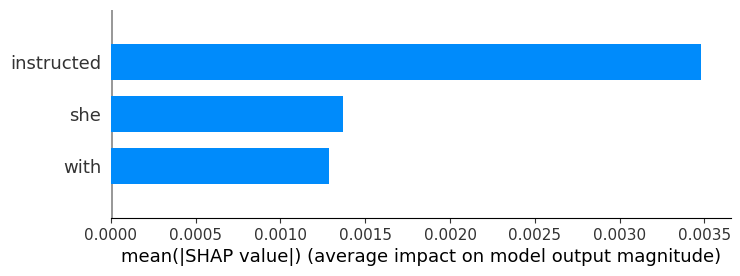 instructed
she
with
0.0000 0.0005 0.0010 0.0015 0.0020 0.0025 0.0030 0.0035
mean(|SHAP value|) (average impact on model output magnitude)